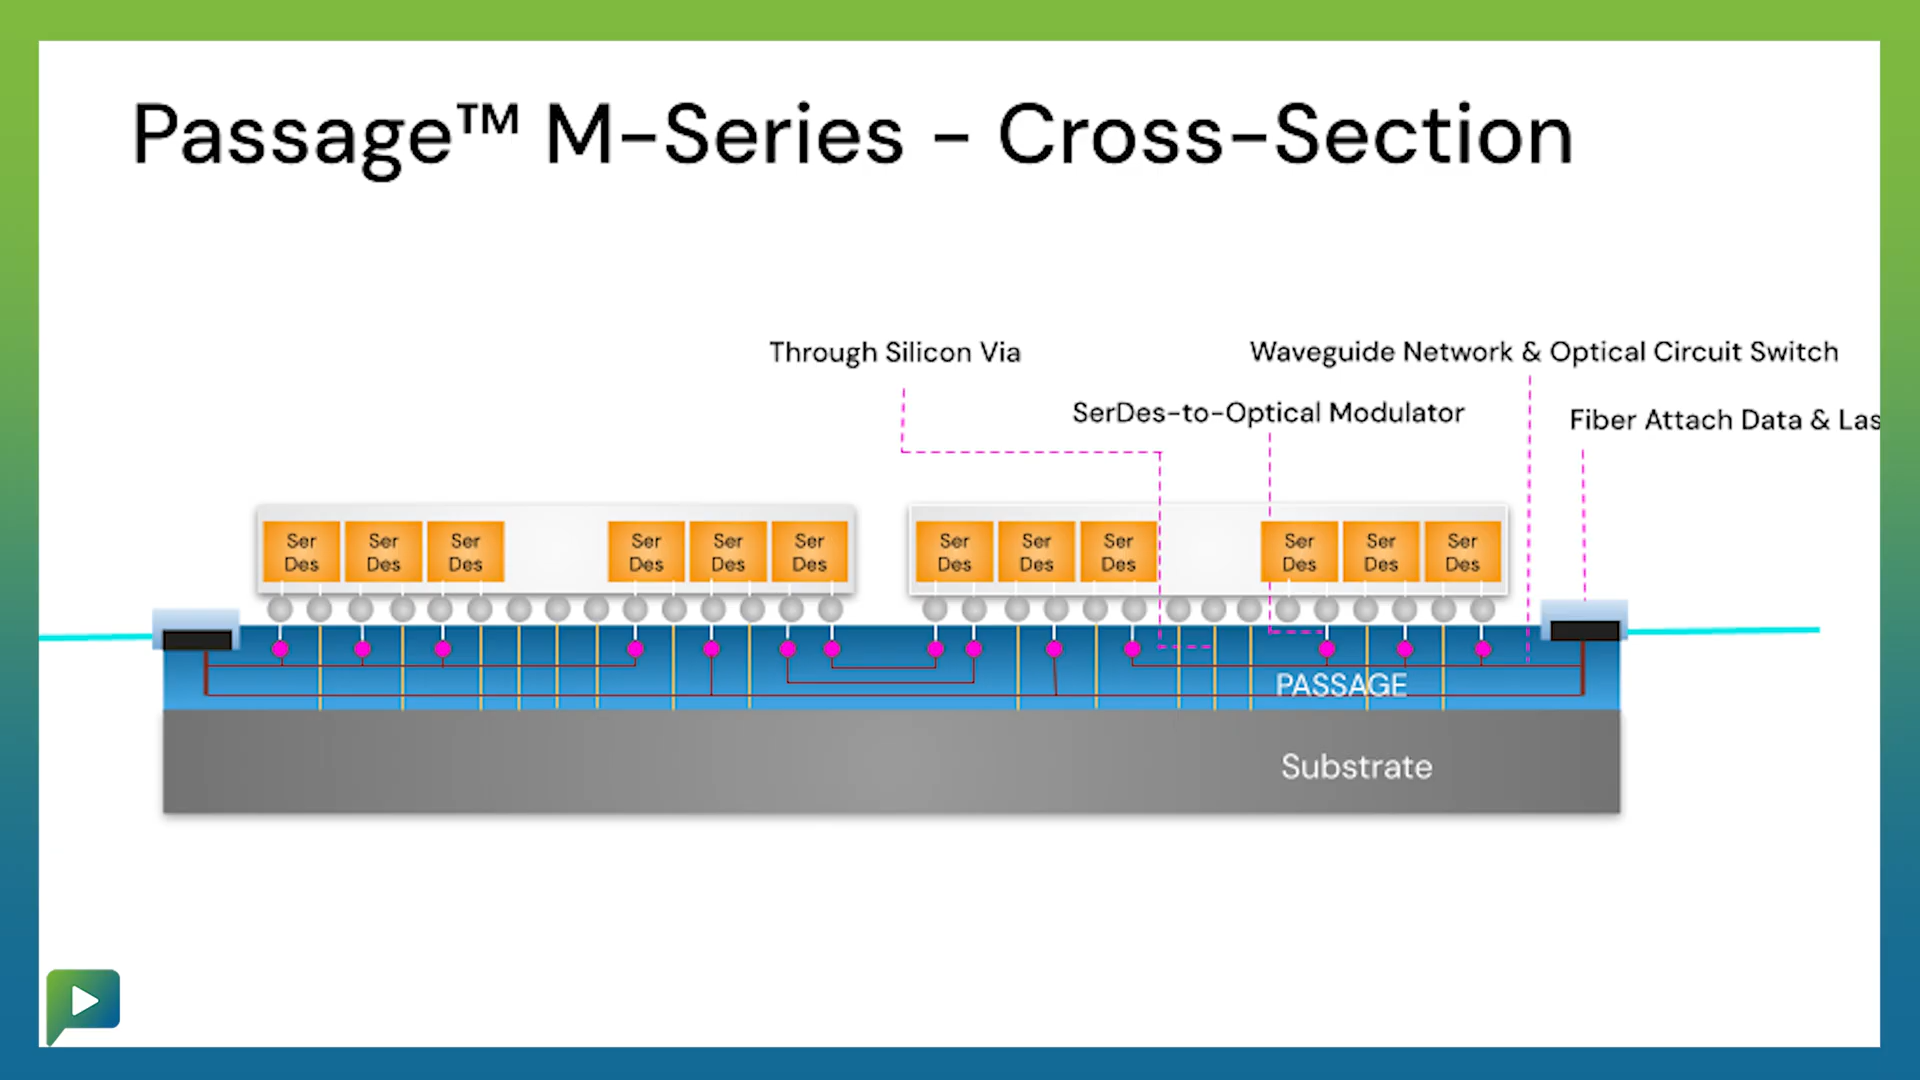 Passage™ M-Series - Cross-Section
Through Silicon Via
Waveguide Network & Optical Circuit Switch
SerDes-to-Optical Modulator
Fiber Attach Data & Las
Ser Des
Ser Des
Ser Des
Ser Des
Ser Des
Ser Des
Ser Des
Ser Des
Ser Des
Ser Des
Ser Des
Ser Des
PASSAGE
Substrate